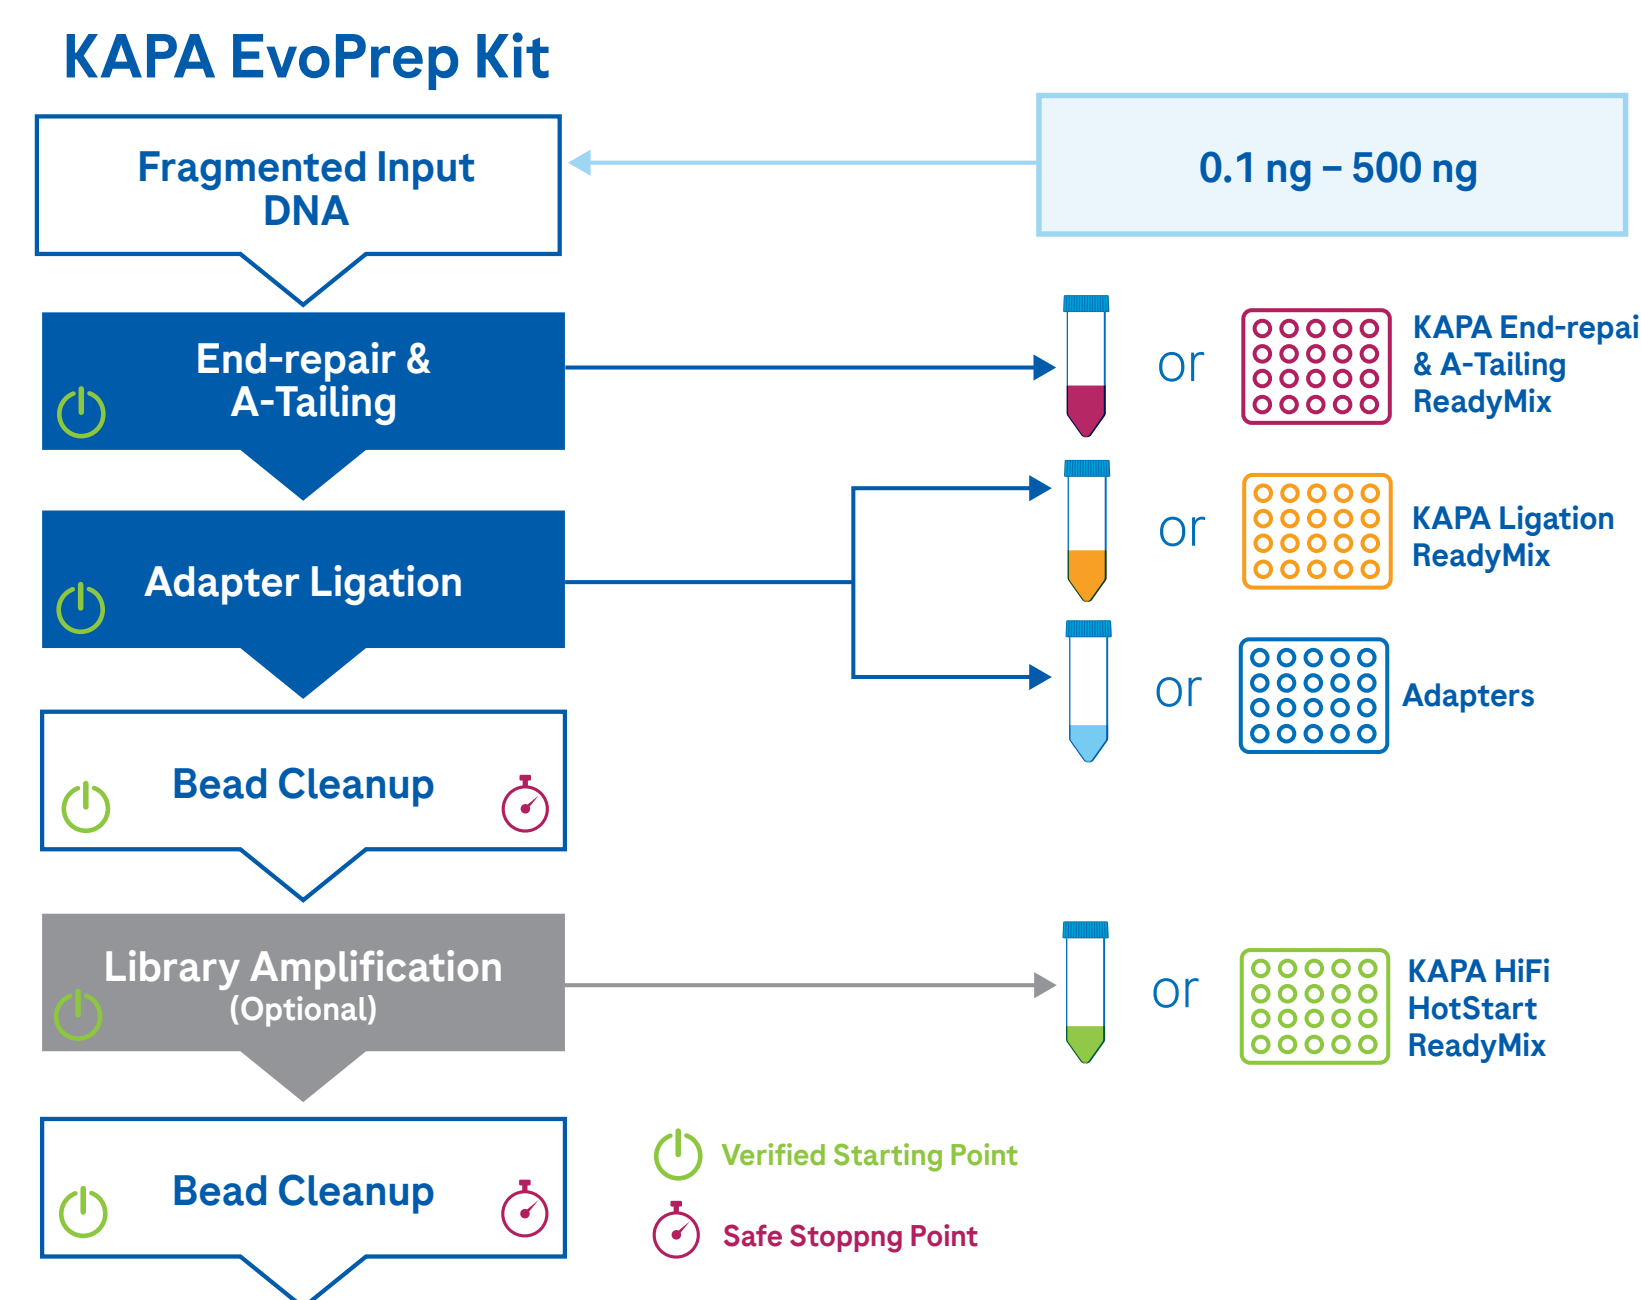 KAPA EvoPrep Kit
Fragmented Input
DNA
0.1 ng – 500 ng
End-repair &
A-Tailing
or
KAPA End-repai
& A-Tailing
ReadyMix
Adapter Ligation
or
KAPA Ligation
ReadyMix
or
Adapters
Bead Cleanup
Library Amplification
(Optional)
or
KAPA HiFi
HotStart
ReadyMix
Bead Cleanup
Verified Starting Point
Safe Stoppng Point